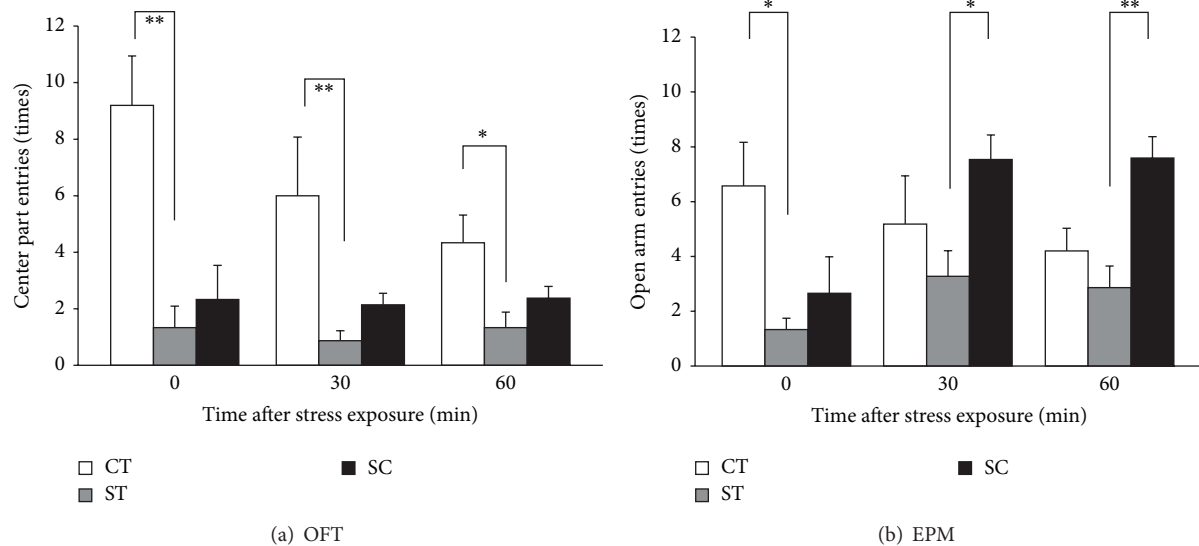 12
10
8
6
4
2
0
Center part entries (times)
**
**
*
0 30 60
Time after stress exposure (min)
CT
ST
SC
(a) OFT
12
10
8
6
4
2
0
Open arm entries (times)
*
*
**
0 30 60
Time after stress exposure (min)
CT
ST
SC
(b) EPM